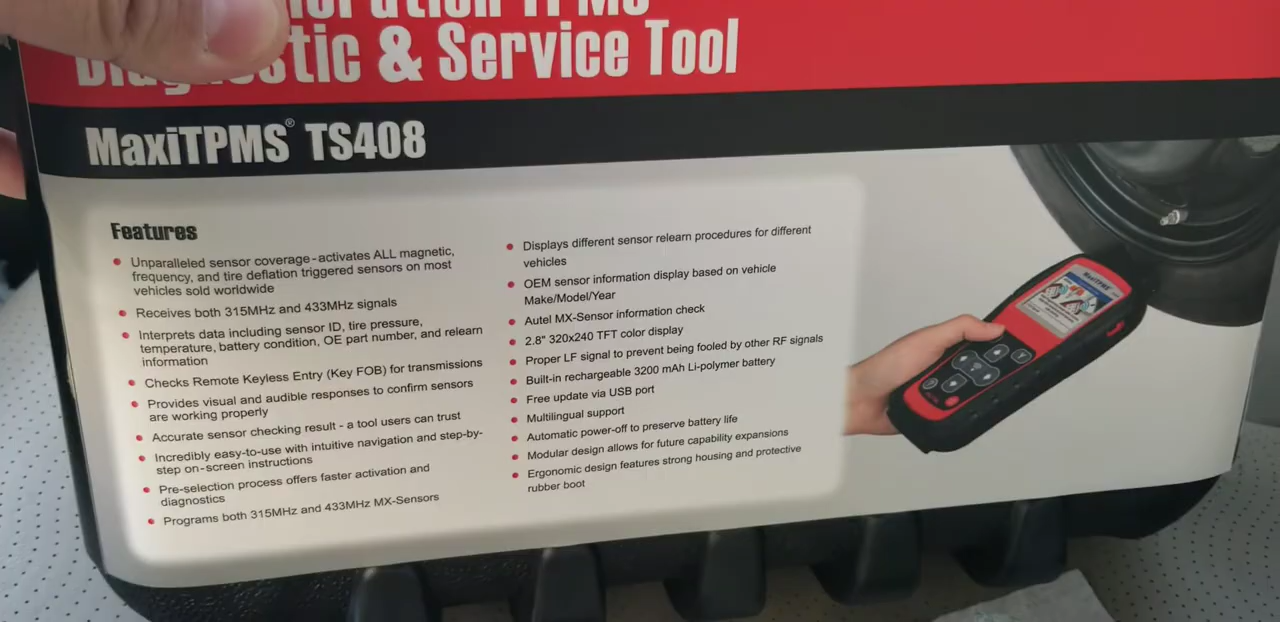 tic & Service Tool
MaxiTPMS® TS408
Features
• Unparalleled sensor coverage - activates ALL magnetic,
frequency, and tire deflation triggered sensors on most
vehicles sold worldwide
• Receives both 315MHz and 433MHz signals
• Interprets data including sensor ID, tire pressure,
temperature, battery condition, OE part number, and relearn
information
• Checks Remote Keyless Entry (Key FOB) for transmissions
• Provides visual and audible responses to confirm sensors
are working properly
• Accurate sensor checking result - a tool users can trust
• Incredibly easy-to-use with intuitive navigation and step-by-
step on-screen instructions
• Pre-selection process offers faster activation and
diagnostics
• Programs both 315MHz and 433MHz MX-Sensors
• Displays different sensor relearn procedures for different
vehicles
• OEM sensor information display based on vehicle
Make/Model/Year
• Autel MX-Sensor information check
• 2.8" 320x240 TFT color display
• Proper LF signal to prevent being fooled by other RF signals
• Built-in rechargeable 3200 mAh Li-polymer battery
• Free update via USB port
• Multilingual support
• Automatic power-off to preserve battery life
• Modular design allows for future capability expansions
• Ergonomic design features strong housing and protective
rubber boot
MaxiTPMS